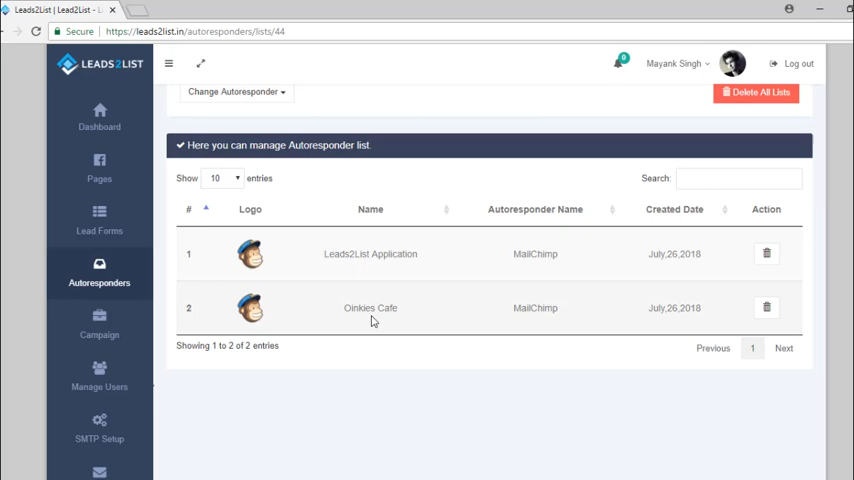 Leads2List | Lead2List - L
Secure https://leads2list.in/autoresponders/lists/44
LEADS2LIST
0
Mayank Singh
Log out
Change Autoresponder
Delete All Lists
Dashboard
Pages
Lead Forms
Autoresponders
Campaign
Manage Users
SMTP Setup
Here you can manage Autoresponder list.
Show 10 entries
Search:
# Logo Name Autoresponder Name Created Date Action
1 Leads2List Application MailChimp July,26,2018
2 Oinkies Cafe MailChimp July,26,2018
Showing 1 to 2 of 2 entries
Previous 1 Next